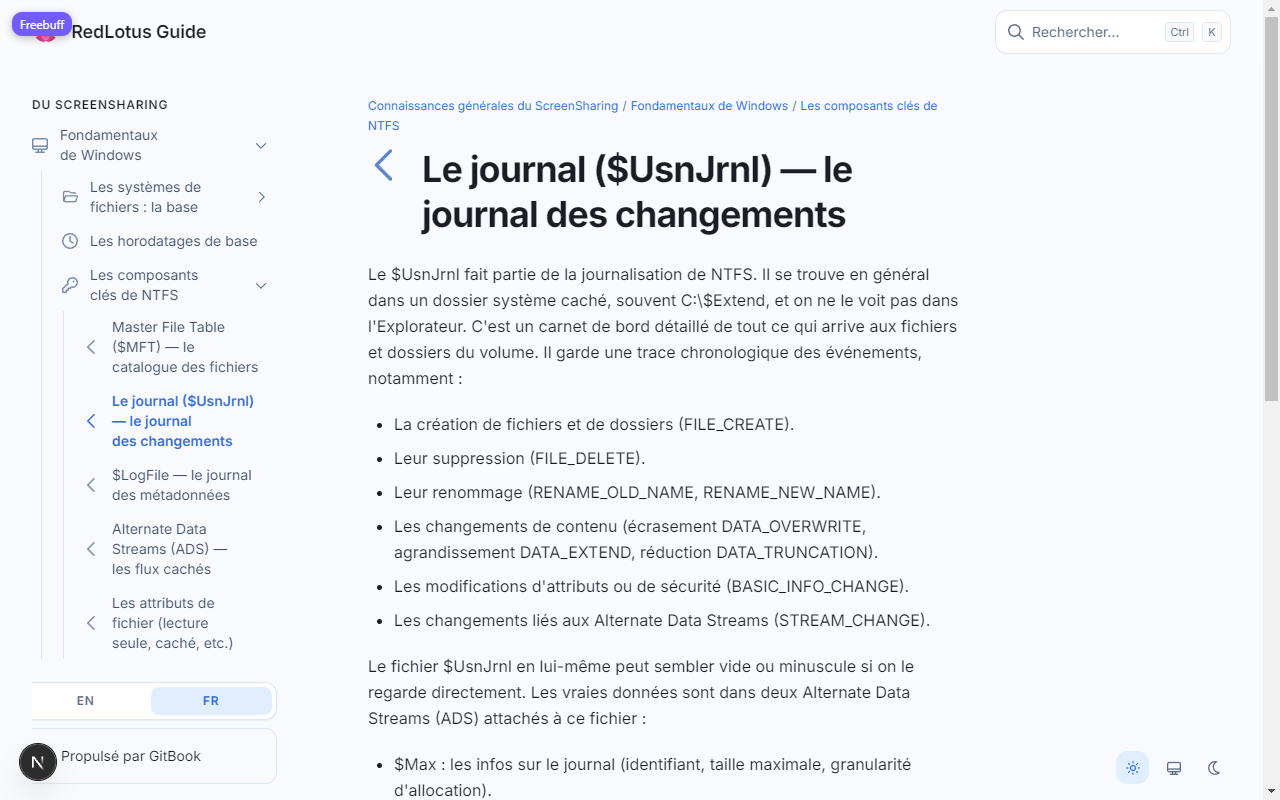 Freebuff
RedLotus Guide
Rechercher...
Ctrl
K
DU SCREENSHARING
Fondamentaux
de Windows
Les systèmes de
fichiers : la base
Les horodatages de base
Les composants
clés de NTFS
Master File Table
($MFT) — le
catalogue des fichiers
Le journal ($UsnJrnl)
— le journal
des changements
$LogFile — le journal
des métadonnées
Alternate Data
Streams (ADS) —
les flux cachés
Les attributs de
fichier (lecture
seule, caché, etc.)
EN
FR
N
Propulsé par GitBook
Connaissances générales du ScreenSharing / Fondamentaux de Windows / Les composants clés de
NTFS
Le journal ($UsnJrnl) — le
journal des changements
Le $UsnJrnl fait partie de la journalisation de NTFS. Il se trouve en général
dans un dossier système caché, souvent C:\$Extend, et on ne le voit pas dans
l'Explorateur. C'est un carnet de bord détaillé de tout ce qui arrive aux fichiers
et dossiers du volume. Il garde une trace chronologique des événements,
notamment :
• La création de fichiers et de dossiers (FILE_CREATE).
• Leur suppression (FILE_DELETE).
• Leur renommage (RENAME_OLD_NAME, RENAME_NEW_NAME).
• Les changements de contenu (écrasement DATA_OVERWRITE,
agrandissement DATA_EXTEND, réduction DATA_TRUNCATION).
• Les modifications d'attributs ou de sécurité (BASIC_INFO_CHANGE).
• Les changements liés aux Alternate Data Streams (STREAM_CHANGE).
Le fichier $UsnJrnl en lui-même peut sembler vide ou minuscule si on le
regarde directement. Les vraies données sont dans deux Alternate Data
Streams (ADS) attachés à ce fichier :
• $Max : les infos sur le journal (identifiant, taille maximale, granularité
d'allocation).